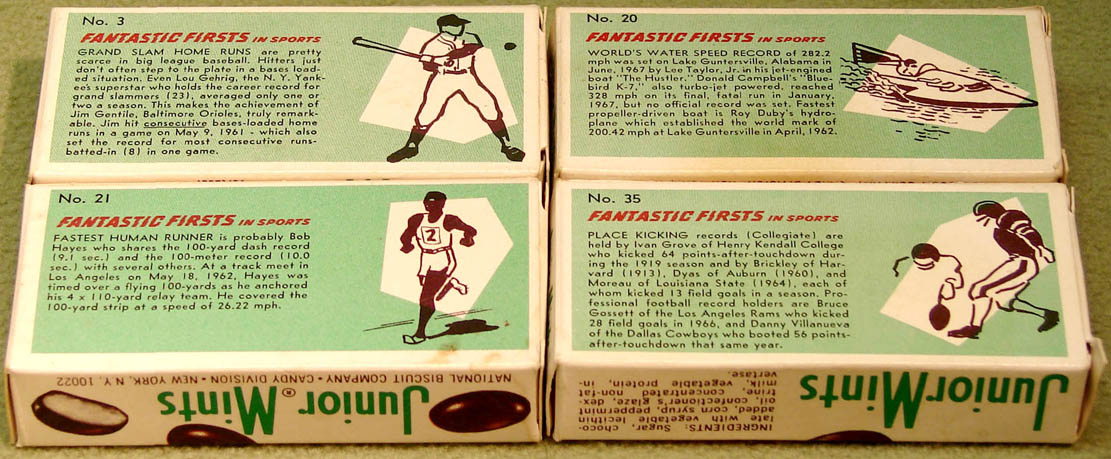 No. 3
FANTASTIC FIRSTS IN SPORTS
GRAND SLAM HOME RUNS are pretty
scarce in big league baseball. Hitters just
don't often step to the plate in a bases load-
ed situation. Even Lou Gehrig, the N. Y. Yank-
ee's superstar who holds the career record for
grand slammers (23), averaged only one or
two a season. This makes the achievement of
Jim Gentile, Baltimore Orioles, truly remark-
able. Jim hit consecutive bases-loaded home
runs in a game on May 9, 1961 - which also
set the record for most consecutive runs-
batted-in (8) in one game.
No. 20
FANTASTIC FIRSTS IN SPORTS
WORLD'S WATER SPEED RECORD of 282.2
mph was set on Lake Guntersville, Alabama in
June, 1967 by Lee Taylor, Jr. in his jet-engined
boat "The Hustler." Donald Campbell's "Blue-
bird K-7," also turbo-jet powered, reached
328 mph on its final, fatal run in January,
1967, but no official record was set. Fastest
propeller-driven boat is Roy Duby's hydro-
plane which established the world mark of
200.42 mph at Lake Guntersville in April, 1962.
No. 21
FANTASTIC FIRSTS IN SPORTS
FASTEST HUMAN RUNNER is probably Bob
Hayes who shares the 100-yard dash record
(9.1 sec.) and the 100-meter record (10.0
sec.) with several others. At a track meet in
Los Angeles on May 18, 1962, Hayes was
timed over a flying 100-yards as he anchored
his 4 x 110-yard relay team. He covered the
100-yard strip at a speed of 26.22 mph.
2
No. 35
FANTASTIC FIRSTS IN SPORTS
PLACE KICKING records (Collegiate) are
held by Ivan Grove of Henry Kendall College
who kicked 64 points-after-touchdown dur-
ing the 1919 season and by Brickley of Har-
vard (1913), Dyas of Auburn (1960), and
Moreau of Louisiana State (1964), each of
whom kicked 13 field goals in a season. Pro-
fessional football record holders are Bruce
Gossett of the Los Angeles Rams who kicked
28 field goals in 1966, and Danny Villanueva
of the Dallas Cowboys who booted 56 points-
after-touchdown that same year.
Junior® Mints
NATIONAL BISCUIT COMPANY • CANDY DIVISION • NEW YORK, N.Y. 10022
Junior Mints
INGREDIENTS: Sugar, choco-
late with vegetable lecithin
added, corn syrup, peppermint
oil, confectioner's glaze, dex-
trine, concentrated non-fat
milk, vegetable protein, in-
vertase.